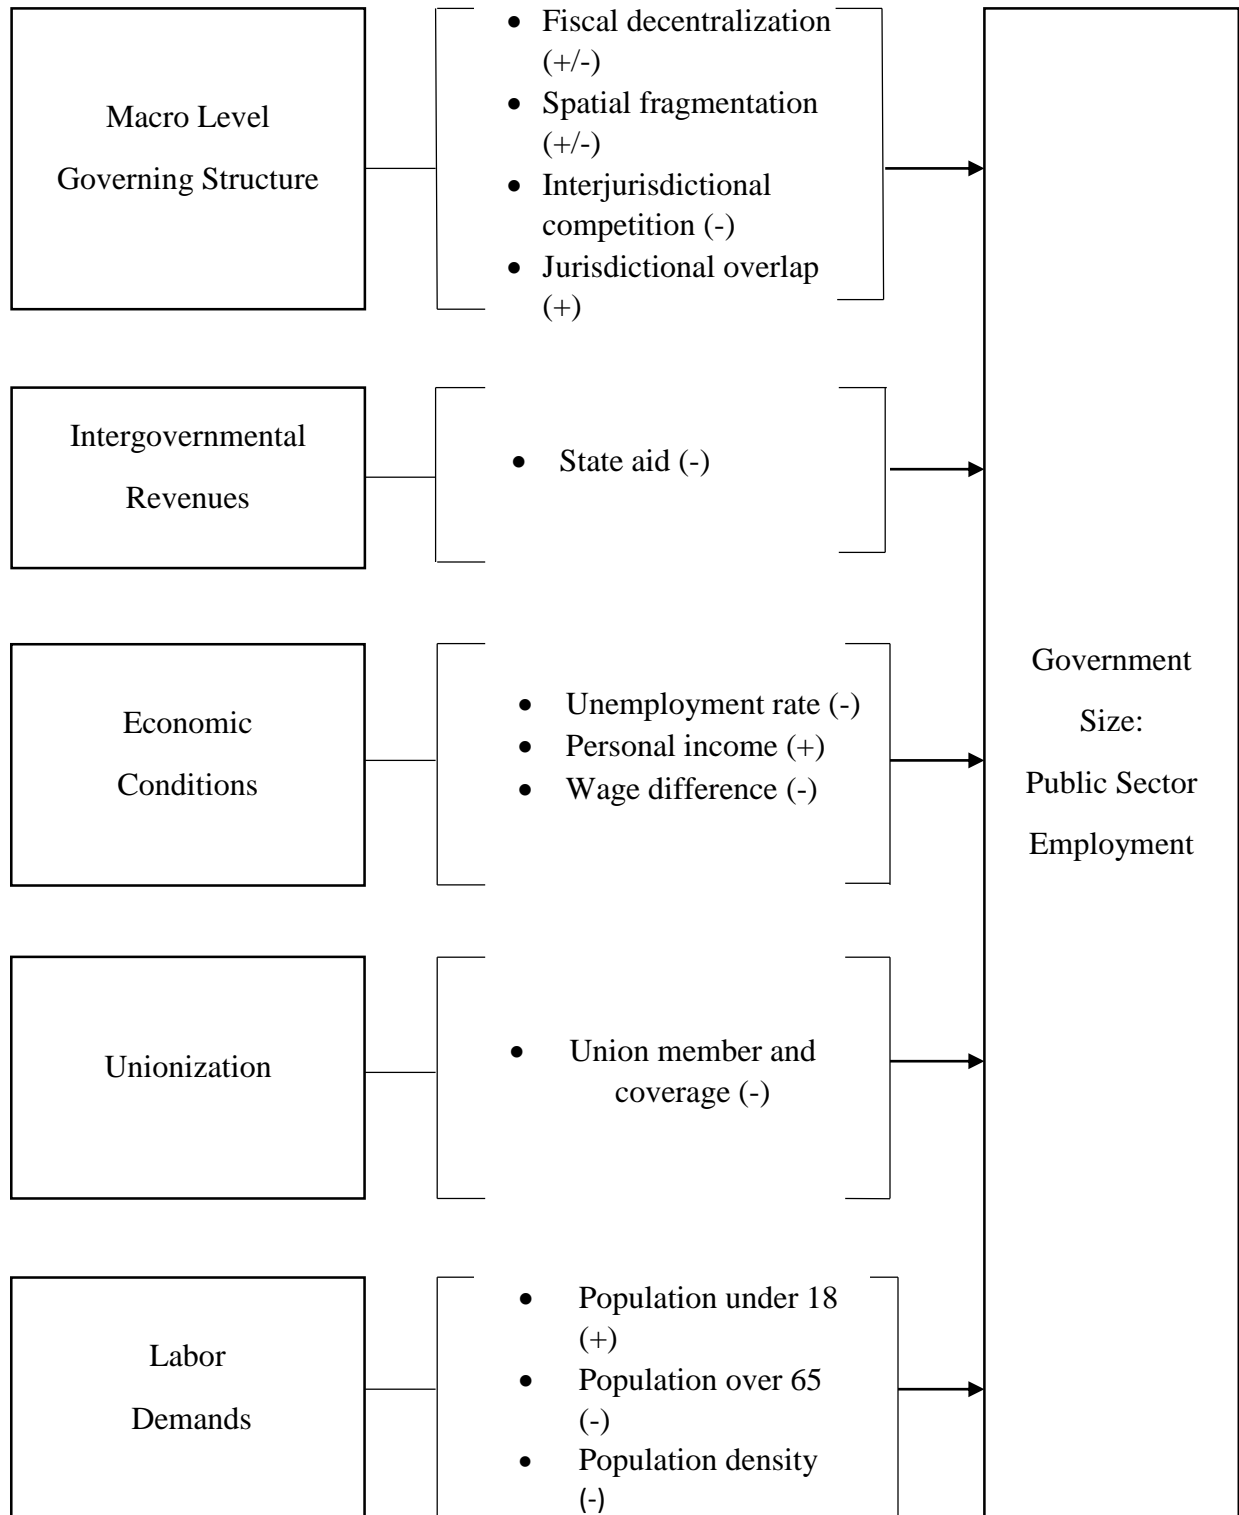 Macro Level
Governing Structure
• Fiscal decentralization
(+/-)
• Spatial fragmentation
(+/-)
• Interjurisdictional
competition (-)
• Jurisdictional overlap
(+)
Intergovernmental
Revenues
• State aid (-)
Economic
Conditions
• Unemployment rate (-)
• Personal income (+)
• Wage difference (-)
Unionization
• Union member and
coverage (-)
Labor
Demands
• Population under 18
(+)
• Population over 65
(-)
• Population density
(-)
Government
Size:
Public Sector
Employment